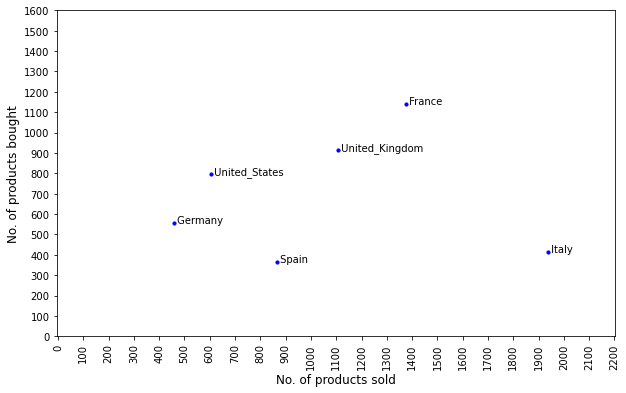 1600
1500
1400
1300
1200
1100
1000
900
800
700
600
500
400
300
200
100
0
No. of products bought
France
United_Kingdom
United_States
Germany
Spain
Italy
0 100 200 300 400 500 600 700 800 900 1000 1100 1200 1300 1400 1500 1600 1700 1800 1900 2000 2100 2200
No. of products sold